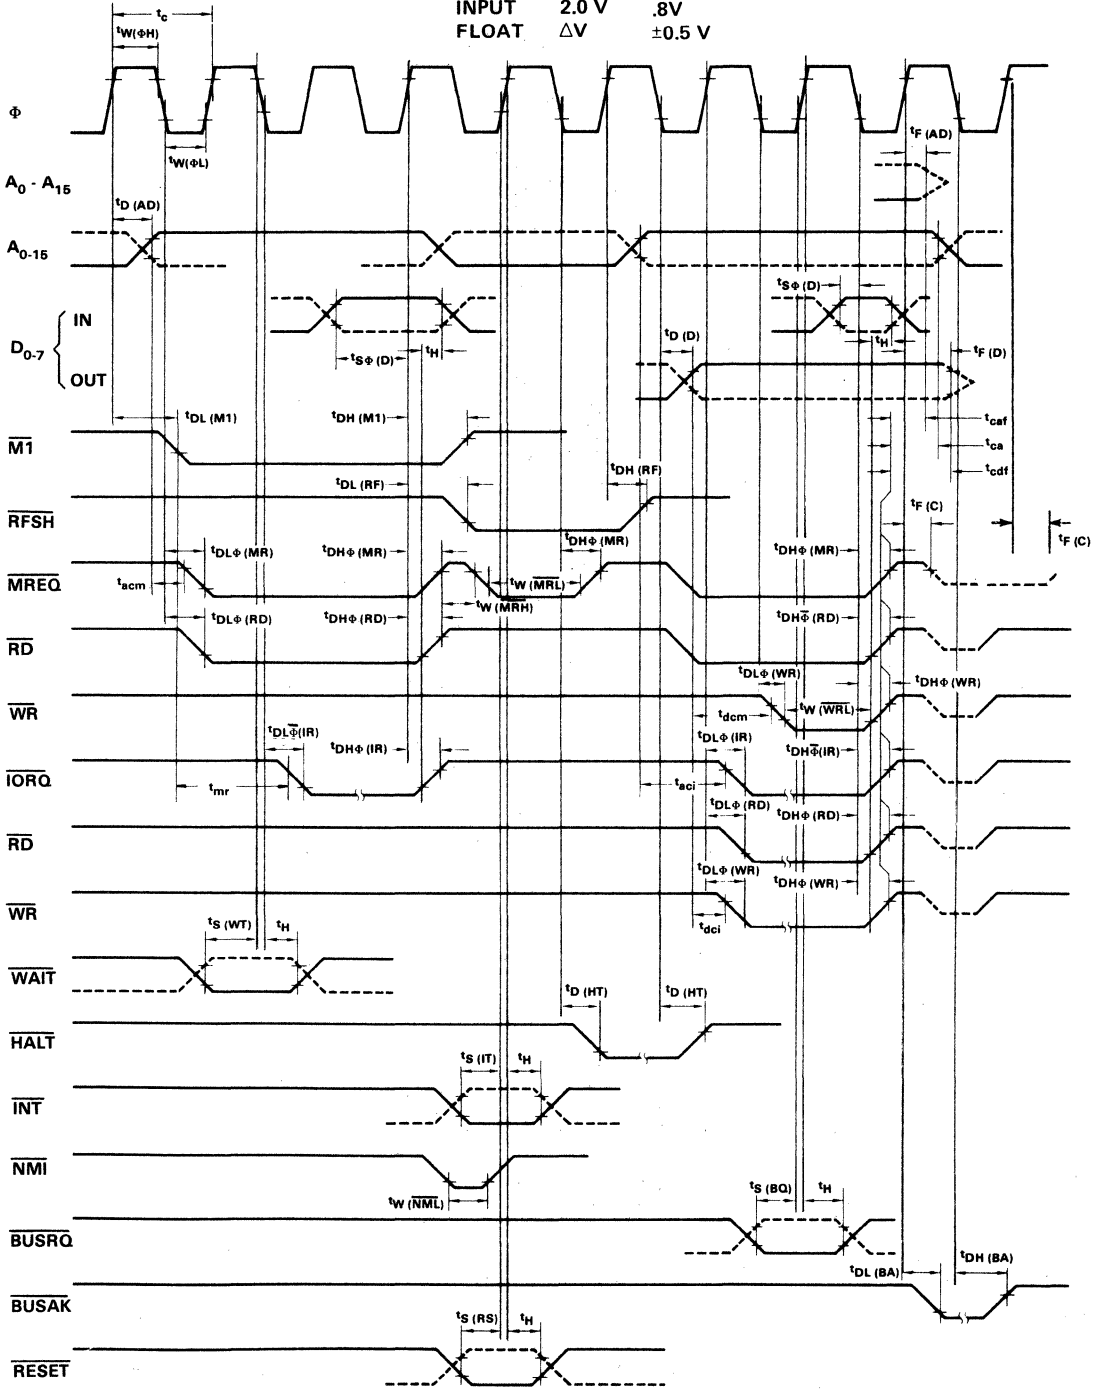 INPUT 2.0 V .8V
FLOAT ΔV ±0.5 V
tc
tW(ΦH)
Φ
tW(ΦL)
tF (AD)
A0 - A15
tD (AD)
A0-15
tSΦ (D)
IN
D0-7
tD (D)
tSΦ (D)
tH
tH
tF (D)
OUT
tDL (M1)
tDH (M1)
tcaf
M1
tca
tDH (RF)
tcdf
tDL (RF)
RFSH
tF (C)
tDLΦ (MR)
tDHΦ (MR)
tDHΦ (MR)
tDHΦ (MR)
tF (C)
MREQ
tacm
tW (MRL)
tW (MRH)
tDLΦ (RD)
tDHΦ (RD)
tDHΦ (RD)
RD
tDLΦ (WR)
tDHΦ (WR)
WR
tdcm
tW (WRL)
tDLΦ(IR)
tDHΦ (IR)
tDLΦ (IR)
tDHΦ(IR)
IORQ
tmr
taci
tDLΦ (RD)
tDHΦ (RD)
RD
tDLΦ (WR)
tDHΦ (WR)
WR
tdci
tS (WT)
tH
WAIT
tD (HT)
tD (HT)
HALT
tS (IT)
tH
INT
NMI
tW (NML)
tS (BQ)
tH
BUSRQ
tDL (BA)
tDH (BA)
BUSAK
tS (RS)
tH
RESET